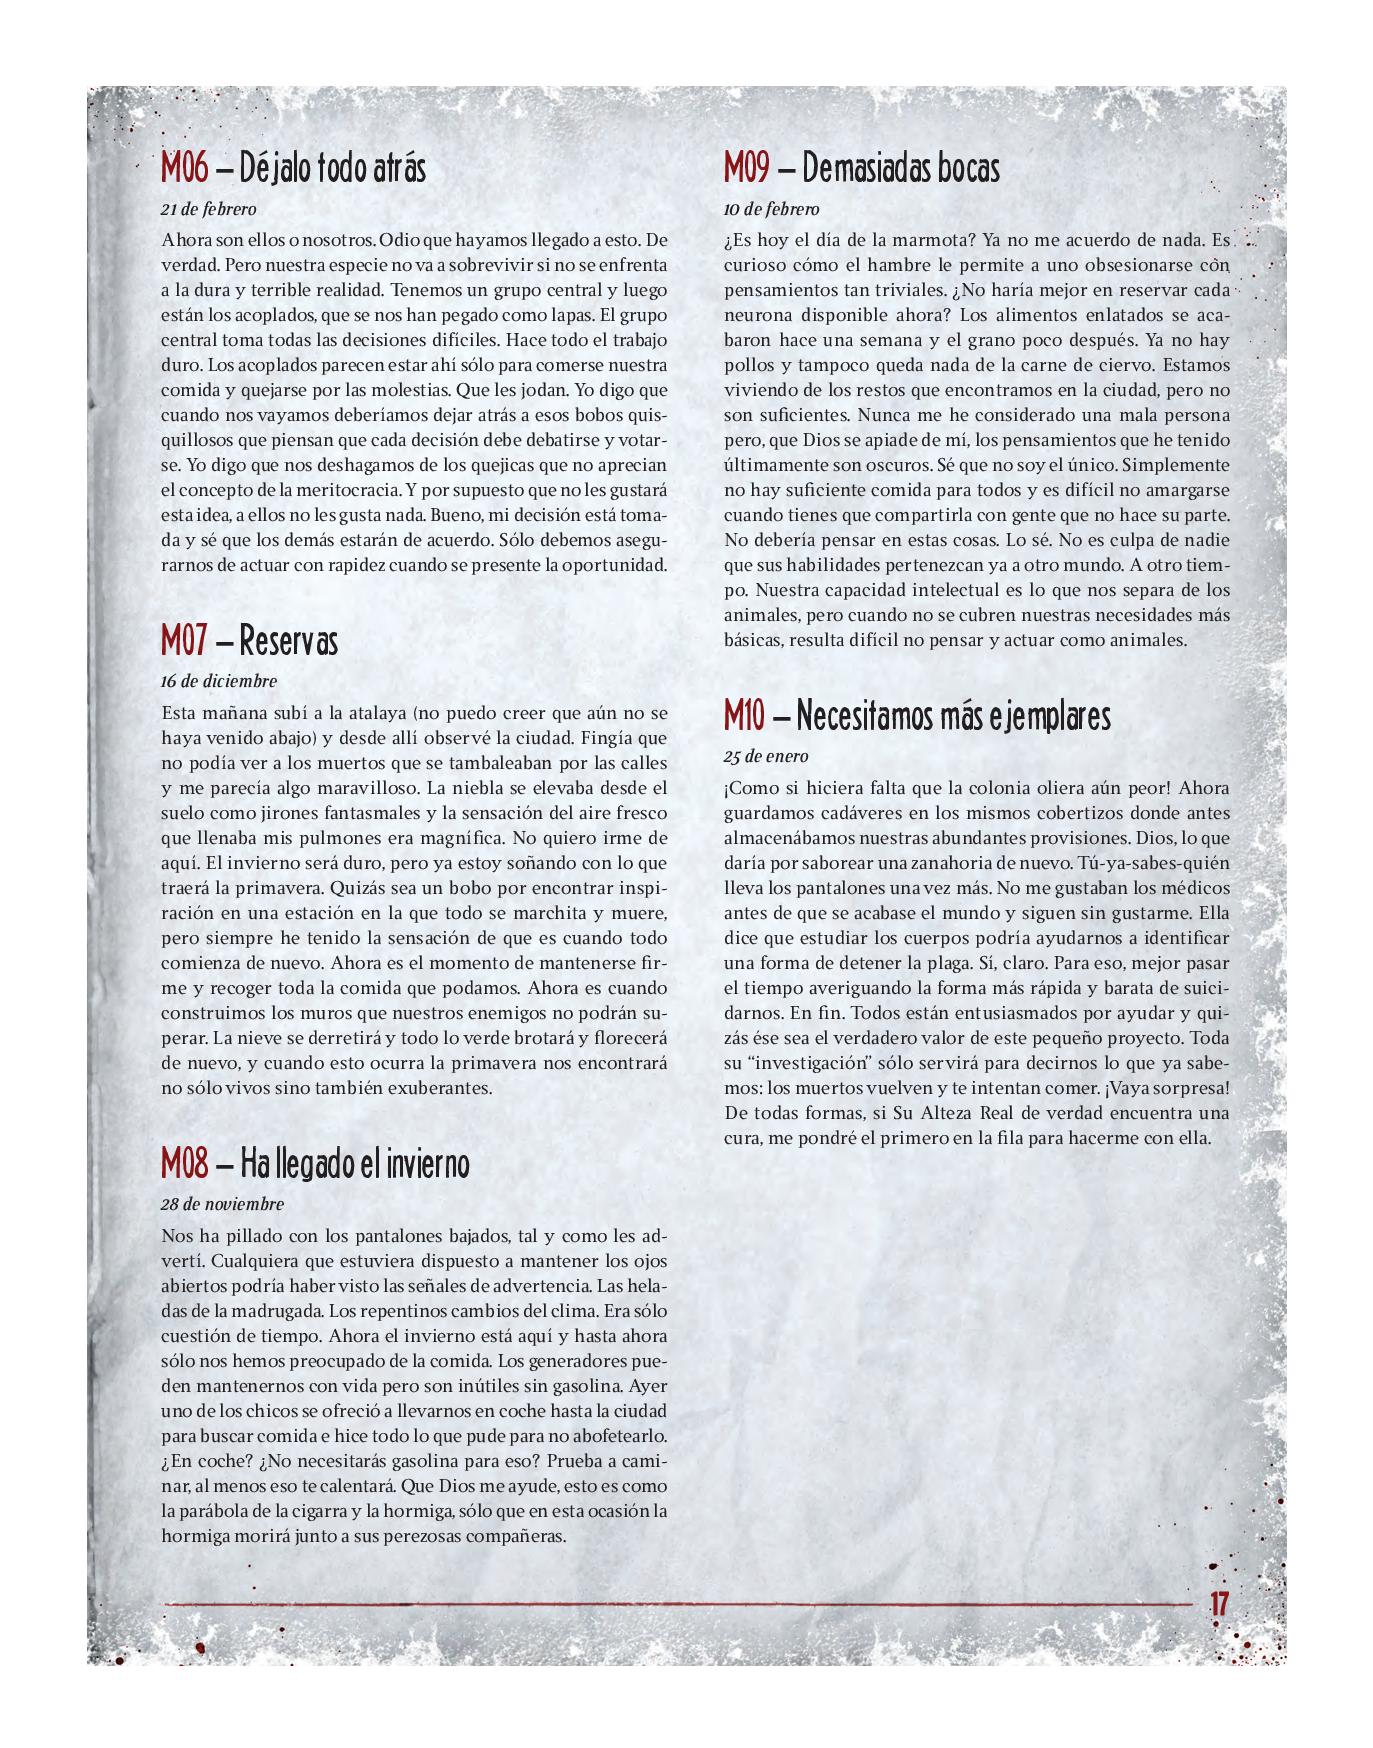 M06 – Déjalo todo atrás
21 de febrero
Ahora son ellos o nosotros. Odio que hayamos llegado a esto. De
verdad. Pero nuestra especie no va a sobrevivir si no se enfrenta
a la dura y terrible realidad. Tenemos un grupo central y luego
están los acoplados, que se nos han pegado como lapas. El grupo
central toma todas las decisiones difíciles. Hace todo el trabajo
duro. Los acoplados parecen estar ahí sólo para comerse nuestra
comida y quejarse por las molestias. Que les jodan. Yo digo que
cuando nos vayamos deberíamos dejar atrás a esos bobos quis-
quillosos que piensan que cada decisión debe debatirse y votar-
se. Yo digo que nos deshagamos de los quejicas que no aprecian
el concepto de la meritocracia. Y por supuesto que no les gustará
esta idea, a ellos no les gusta nada. Bueno, mi decisión está toma-
da y sé que los demás estarán de acuerdo. Sólo debemos asegu-
rarnos de actuar con rapidez cuando se presente la oportunidad.
M07 – Reservas
16 de diciembre
Esta mañana subí a la atalaya (no puedo creer que aún no se
haya venido abajo) y desde allí observé la ciudad. Fingía que
no podía ver a los muertos que se tambaleaban por las calles
y me parecía algo maravilloso. La niebla se elevaba desde el
suelo como jirones fantasmales y la sensación del aire fresco
que llenaba mis pulmones era magnífica. No quiero irme de
aquí. El invierno será duro, pero ya estoy soñando con lo que
traerá la primavera. Quizás sea un bobo por encontrar inspi-
ración en una estación en la que todo se marchita y muere,
pero siempre he tenido la sensación de que es cuando todo
comienza de nuevo. Ahora es el momento de mantenerse fir-
me y recoger toda la comida que podamos. Ahora es cuando
construimos los muros que nuestros enemigos no podrán su-
perar. La nieve se derretirá y todo lo verde brotará y florecerá
de nuevo, y cuando esto ocurra la primavera nos encontrará
no sólo vivos sino también exuberantes.
M08 – Ha llegado el invierno
28 de noviembre
Nos ha pillado con los pantalones bajados, tal y como les ad-
vertí. Cualquiera que estuviera dispuesto a mantener los ojos
abiertos podría haber visto las señales de advertencia. Las hela-
das de la madrugada. Los repentinos cambios del clima. Era sólo
cuestión de tiempo. Ahora el invierno está aquí y hasta ahora
sólo nos hemos preocupado de la comida. Los generadores pue-
den mantenernos con vida pero son inútiles sin gasolina. Ayer
uno de los chicos se ofreció a llevarnos en coche hasta la ciudad
para buscar comida e hice todo lo que pude para no abofetearlo.
¿En coche? ¿No necesitarás gasolina para eso? Prueba a cami-
nar, al menos eso te calentará. Que Dios me ayude, esto es como
la parábola de la cigarra y la hormiga, sólo que en esta ocasión la
hormiga morirá junto a sus perezosas compañeras.
M09 – Demasiadas bocas
10 de febrero
¿Es hoy el día de la marmota? Ya no me acuerdo de nada. Es
curioso cómo el hambre le permite a uno obsesionarse con
pensamientos tan triviales. ¿No haría mejor en reservar cada
neurona disponible ahora? Los alimentos enlatados se aca-
baron hace una semana y el grano poco después. Ya no hay
pollos y tampoco queda nada de la carne de ciervo. Estamos
viviendo de los restos que encontramos en la ciudad, pero no
son suficientes. Nunca me he considerado una mala persona
pero, que Dios se apiade de mí, los pensamientos que he tenido
últimamente son oscuros. Sé que no soy el único. Simplemente
no hay suficiente comida para todos y es difícil no amargarse
cuando tienes que compartirla con gente que no hace su parte.
No debería pensar en estas cosas. Lo sé. No es culpa de nadie
que sus habilidades pertenezcan ya a otro mundo. A otro tiem-
po. Nuestra capacidad intelectual es lo que nos separa de los
animales, pero cuando no se cubren nuestras necesidades más
básicas, resulta difícil no pensar y actuar como animales.
M10 – Necesitamos más ejemplares
25 de enero
¡Como si hiciera falta que la colonia oliera aún peor! Ahora
guardamos cadáveres en los mismos cobertizos donde antes
almacenábamos nuestras abundantes provisiones. Dios, lo que
daría por saborear una zanahoria de nuevo. Tú-ya-sabes-quién
lleva los pantalones una vez más. No me gustaban los médicos
antes de que se acabase el mundo y siguen sin gustarme. Ella
dice que estudiar los cuerpos podría ayudarnos a identificar
una forma de detener la plaga. Sí, claro. Para eso, mejor pasar
el tiempo averiguando la forma más rápida y barata de suici-
darnos. En fin. Todos están entusiasmados por ayudar y qui-
zás ése sea el verdadero valor de este pequeño proyecto. Toda
su “investigación” sólo servirá para decirnos lo que ya sabe-
mos: los muertos vuelven y te intentan comer. ¡Vaya sorpresa!
De todas formas, si Su Alteza Real de verdad encuentra una
cura, me pondré el primero en la fila para hacerme con ella.
17